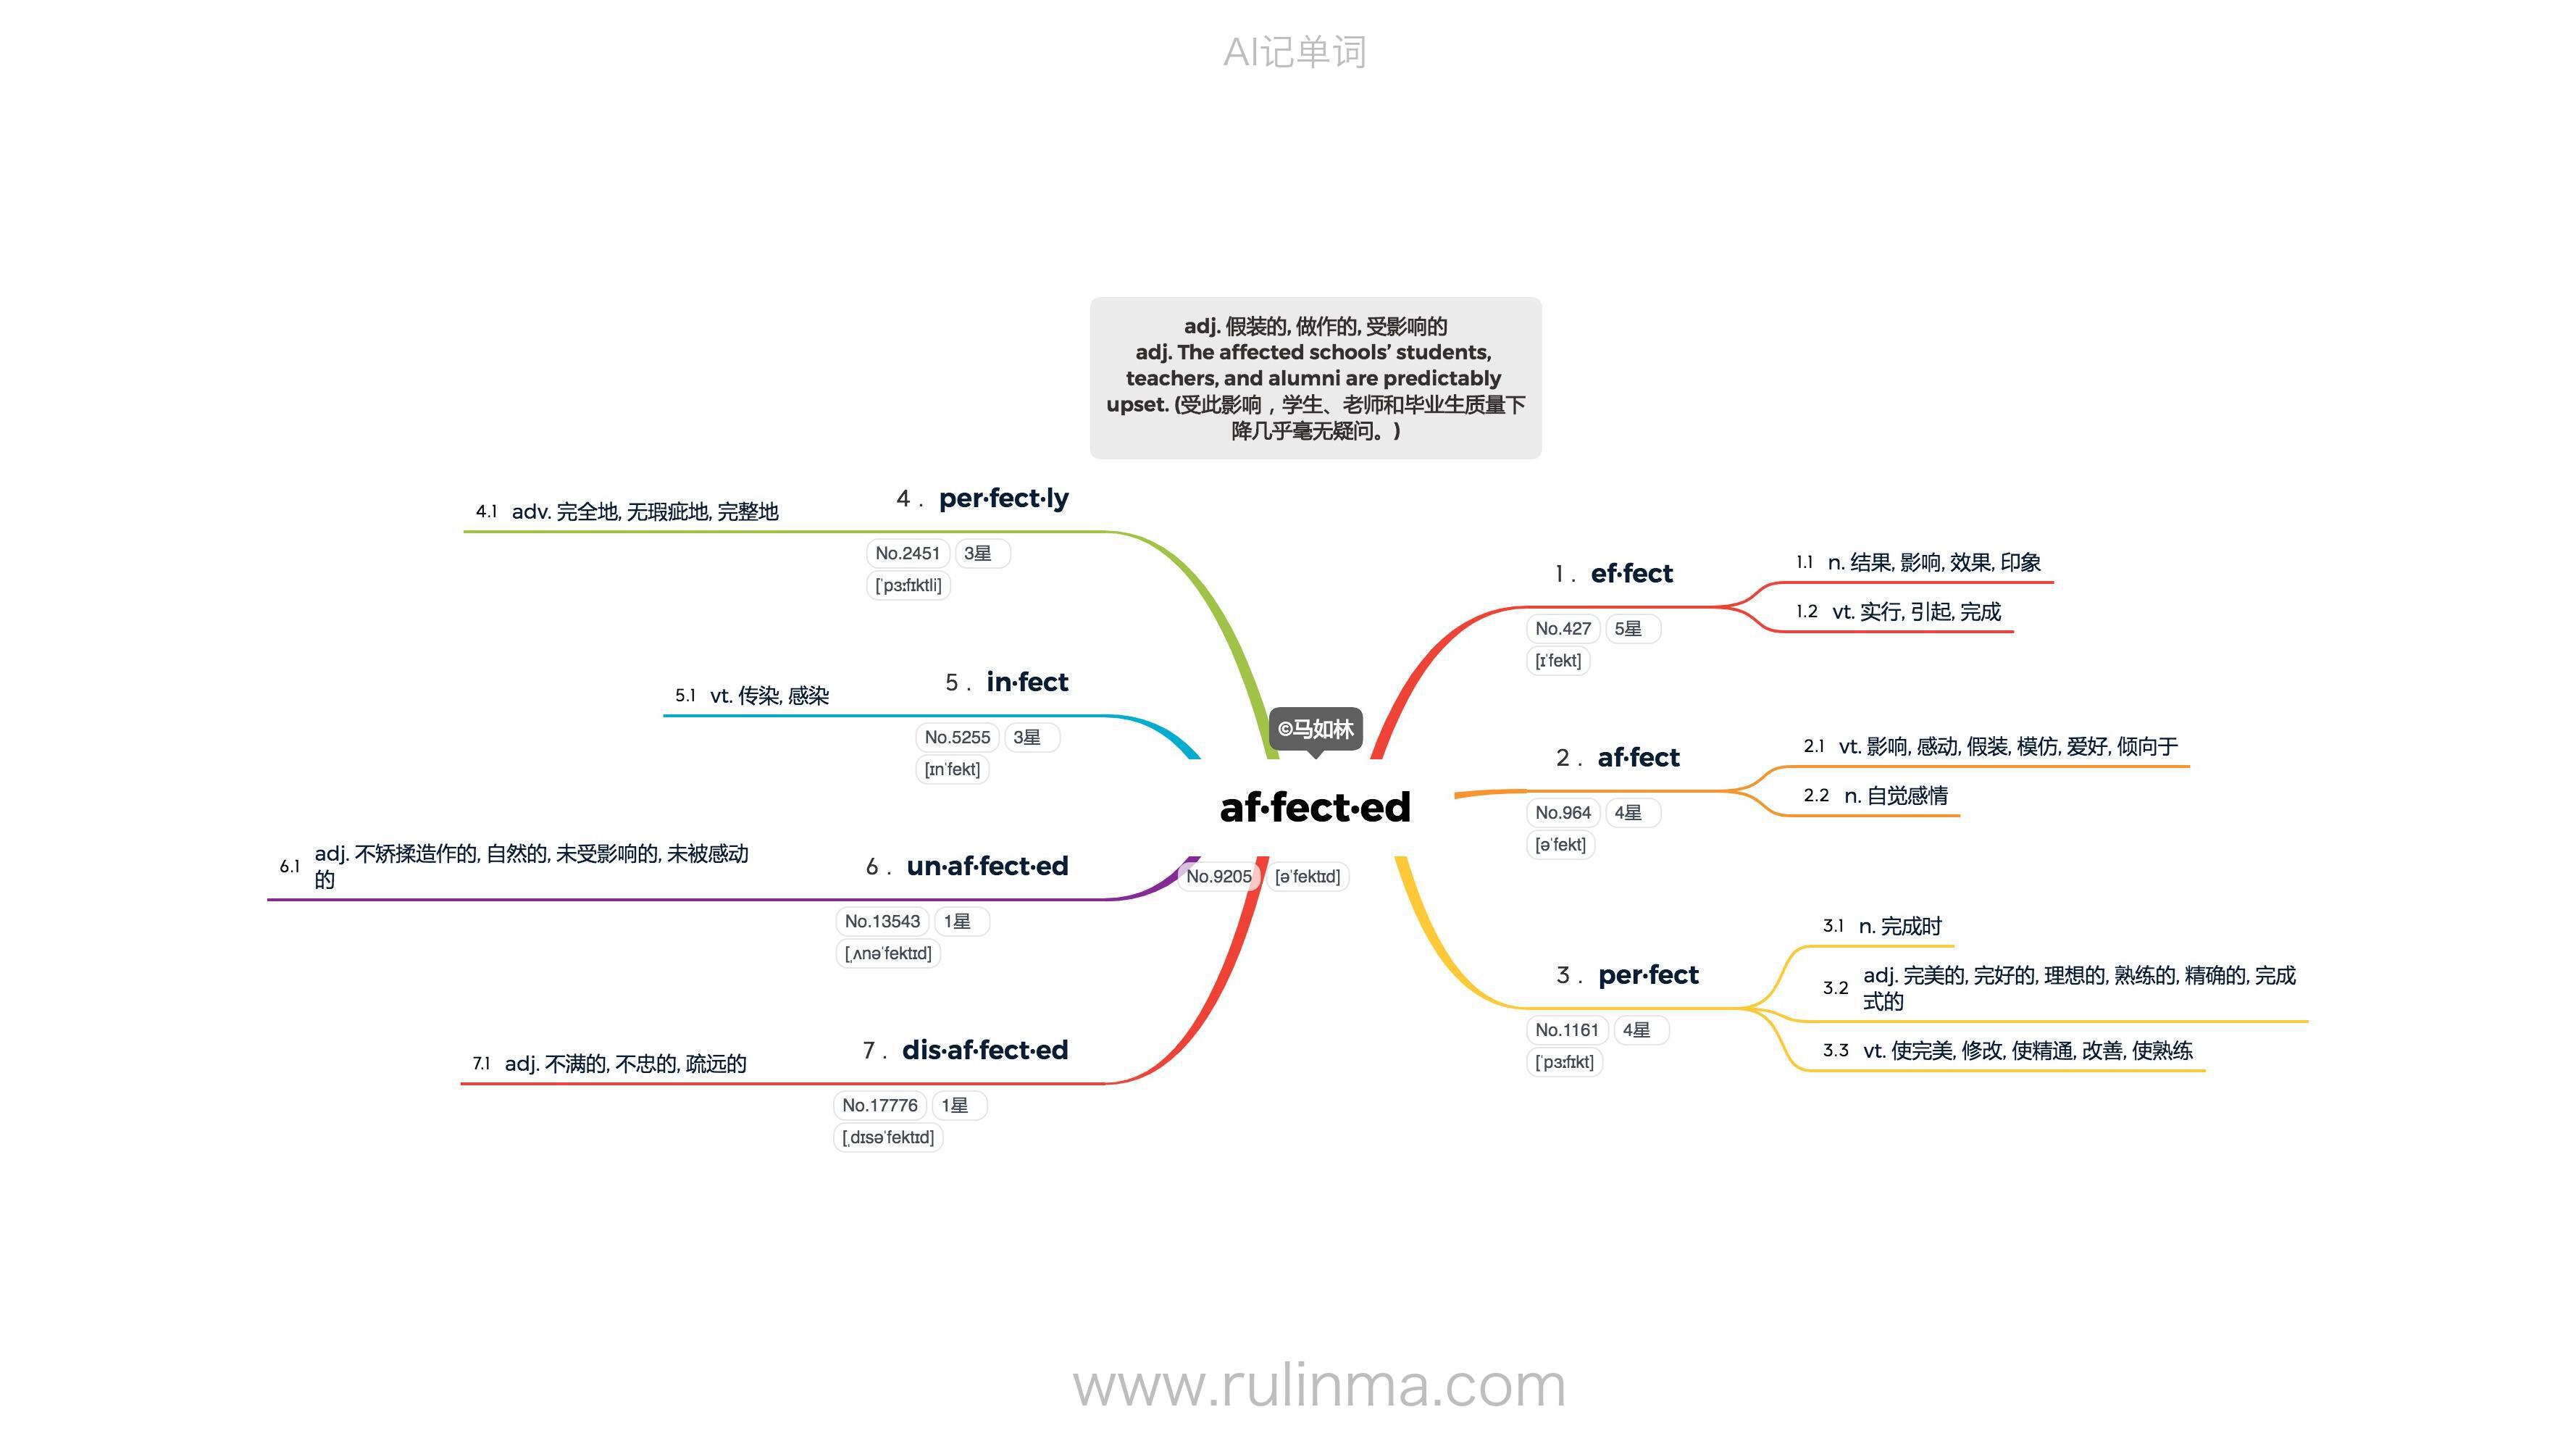 AI记单词
adj. 假装的, 做作的, 受影响的
adj. The affected schools’ students,
teachers, and alumni are predictably
upset. (受此影响，学生、老师和毕业生质量下
降几乎毫无疑问。)
©马如林
af·fect·ed
No.9205 [əˈfektɪd]
1 . ef·fect
No.427 5星
[ɪˈfekt]
1.1 n. 结果, 影响, 效果, 印象
1.2 vt. 实行, 引起, 完成
2 . af·fect
No.964 4星
[əˈfekt]
2.1 vt. 影响, 感动, 假装, 模仿, 爱好, 倾向于
2.2 n. 自觉感情
3 . per·fect
No.1161 4星
[ˈpɜːfɪkt]
3.1 n. 完成时
3.2 adj. 完美的, 完好的, 理想的, 熟练的, 精确的, 完成
式的
3.3 vt. 使完美, 修改, 使精通, 改善, 使熟练
4 . per·fect·ly
No.2451 3星
[ˈpɜːfɪktli]
4.1 adv. 完全地, 无瑕疵地, 完整地
5 . in·fect
No.5255 3星
[ɪnˈfekt]
5.1 vt. 传染, 感染
6 . un·af·fect·ed
No.13543 1星
[ˌʌnəˈfektɪd]
6.1 adj. 不矫揉造作的, 自然的, 未受影响的, 未被感动
的
7 . dis·af·fect·ed
No.17776 1星
[ˌdɪsəˈfektɪd]
7.1 adj. 不满的, 不忠的, 疏远的
www.rulinma.com